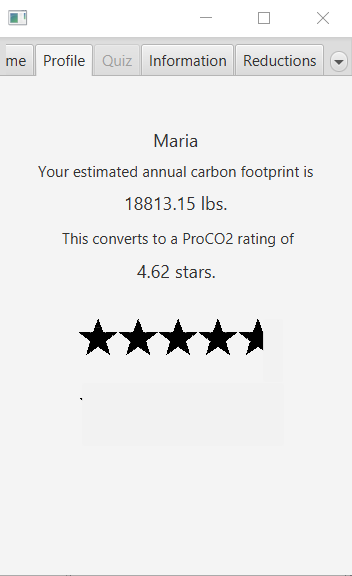 me Profile Quiz Information Reductions
Maria
Your estimated annual carbon footprint is
18813.15 lbs.
This converts to a ProCO2 rating of
4.62 stars.